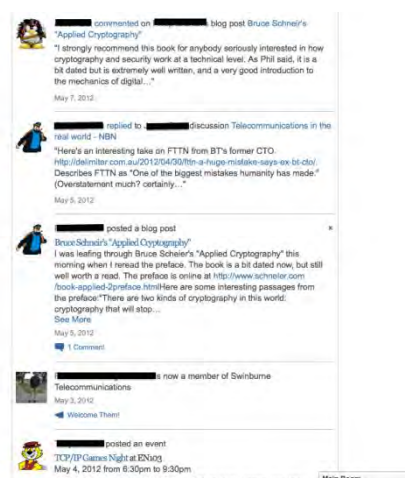 commented on blog post Bruce Schneir's
"Applied Cryptography"
"I strongly recommend this book for anybody seriously interested in how
cryptography and security work at a technical level. As Phil said, it is a
bit dated but is extremely well written, and a very good introduction to
the mechanics of digital..."
May 7, 2012
replied to discussion Telecommunications in the
real world - NBN
"Here's an interesting take on FTTN from BT's former CTO.
http://delimiter.com.au/2012/04/30/fttn-a-huge-mistake-says-ex-bt-cto/.
Describes FTTN as "One of the biggest mistakes humanity has made."
(Overstatement much? certainly..."
May 5, 2012
posted a blog post
Bruce Schneir's "Applied Cryptography"
I was leafing through Bruce Scheier's "Applied Cryptography" this
morning when I reread the preface. The book is a bit dated now, but still
well worth a read. The preface is online at http://www.schneier.com
/book-applied-2preface.htmlHere are some interesting passages from
the preface:"There are two kinds of cryptography in this world:
cryptography that will stop...
See More
May 5, 2012
1 Comment
is now a member of Swinburne
Telecommunications
May 3, 2012
Welcome Them!
posted an event
TCP/IP Games Night at EN103
May 4, 2012 from 6:30pm to 9:30pm